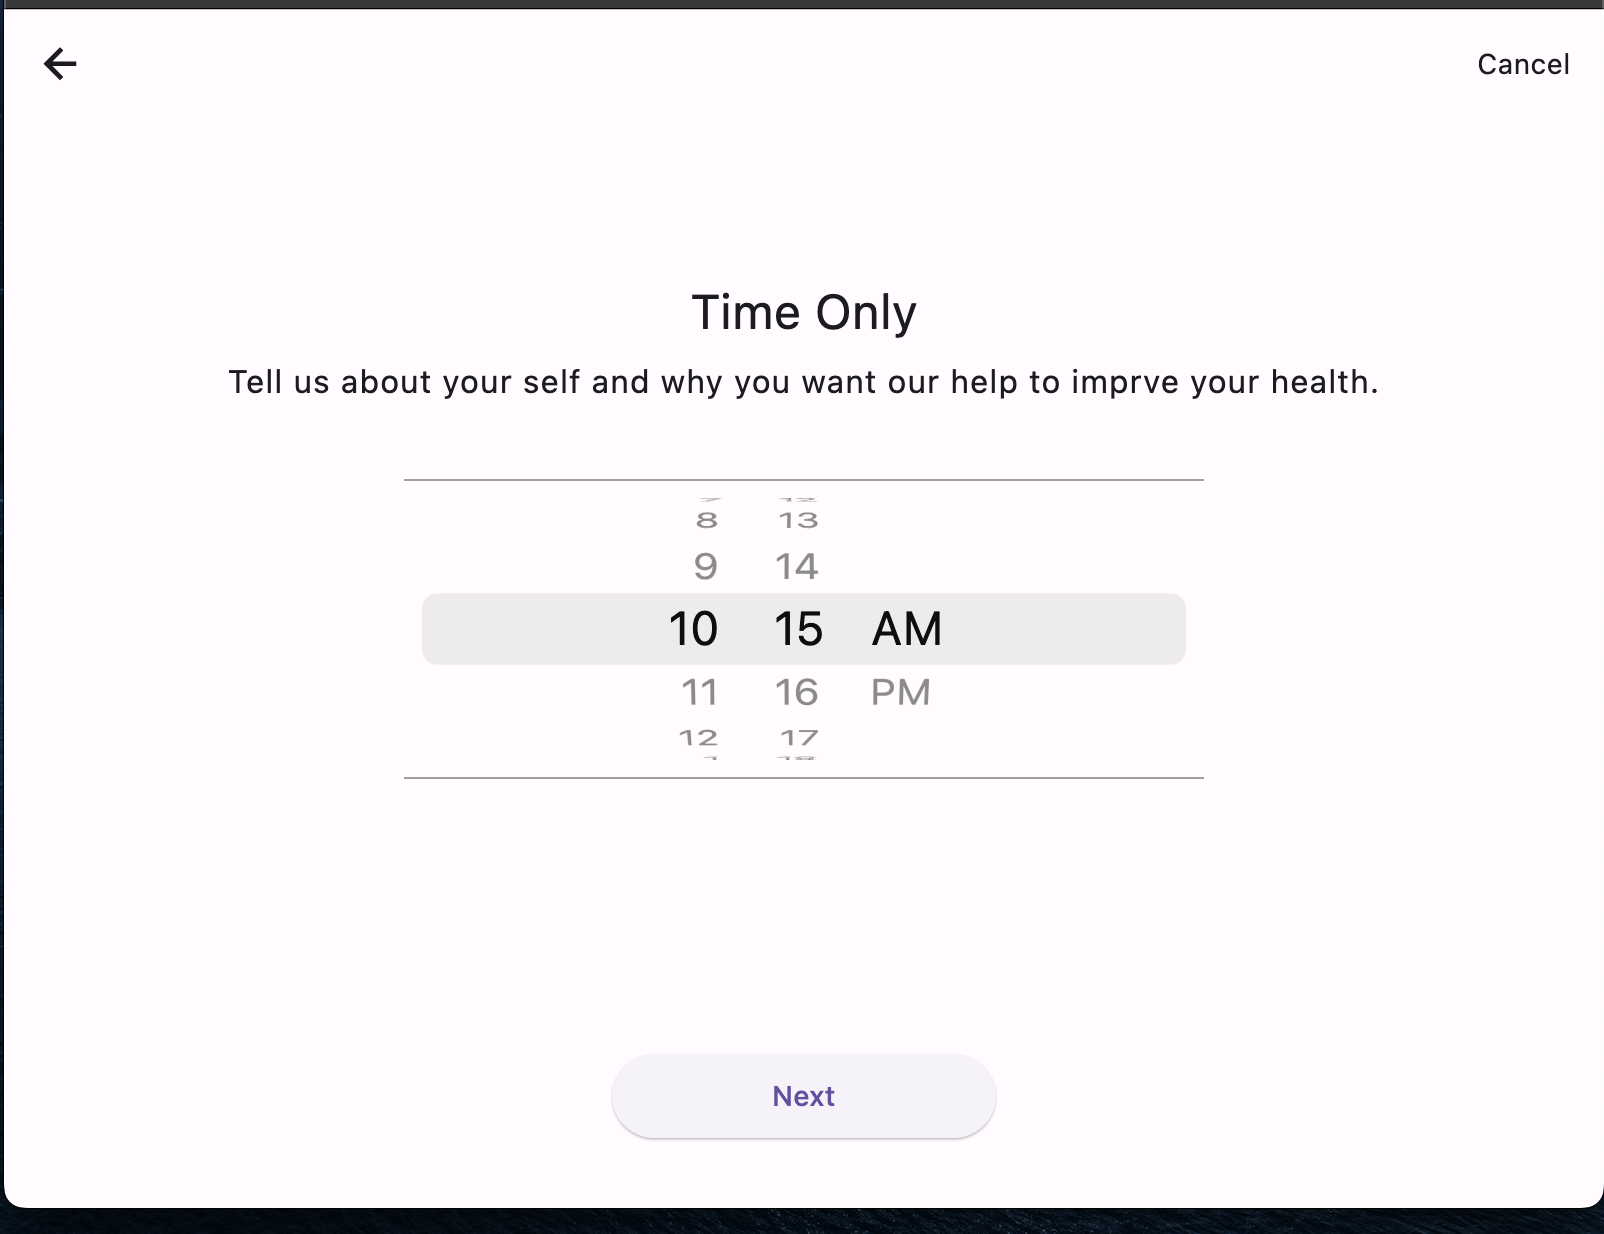 Cancel
Time Only
Tell us about your self and why you want our help to imprve your health.
8 13
9 14
10 15 AM
11 16 PM
12 17
Next